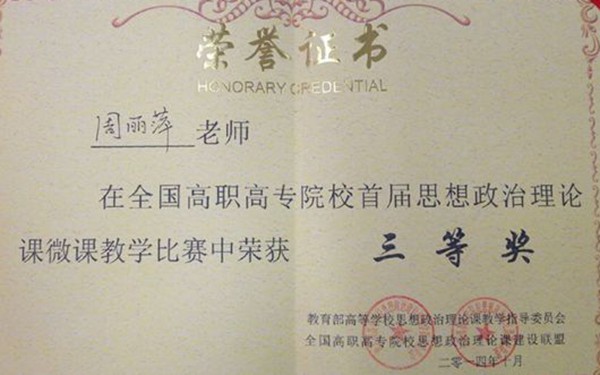 荣誉证书
HONORARY CREDENTIAL
周丽萍 老师
在全国高职高专院校首届思想政治理论
课微课教学比赛中荣获 三等奖
教育部高等学校思想政治理论课教学指导委员会
全国高职高专院校思想政治理论课建设联盟
二〇一四年十月